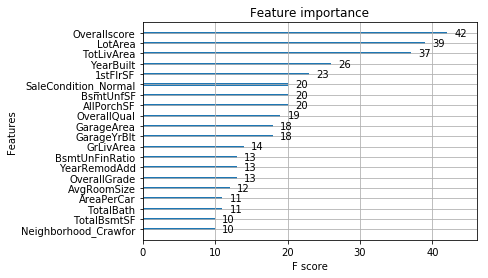 Feature importance
Overallscore 42
LotArea 39
TotLivArea 37
YearBuilt 26
1stFlrSF 23
SaleCondition_Normal 20
BsmtUnfSF 20
AllPorchSF 20
OverallQual 19
GarageArea 18
GarageYrBlt 18
GrLivArea 14
BsmtUnFinRatio 13
YearRemodAdd 13
OverallGrade 13
AvgRoomSize 12
AreaPerCar 11
TotalBath 11
TotalBsmtSF 10
Neighborhood_Crawfor 10
Features
0 10 20 30 40
F score